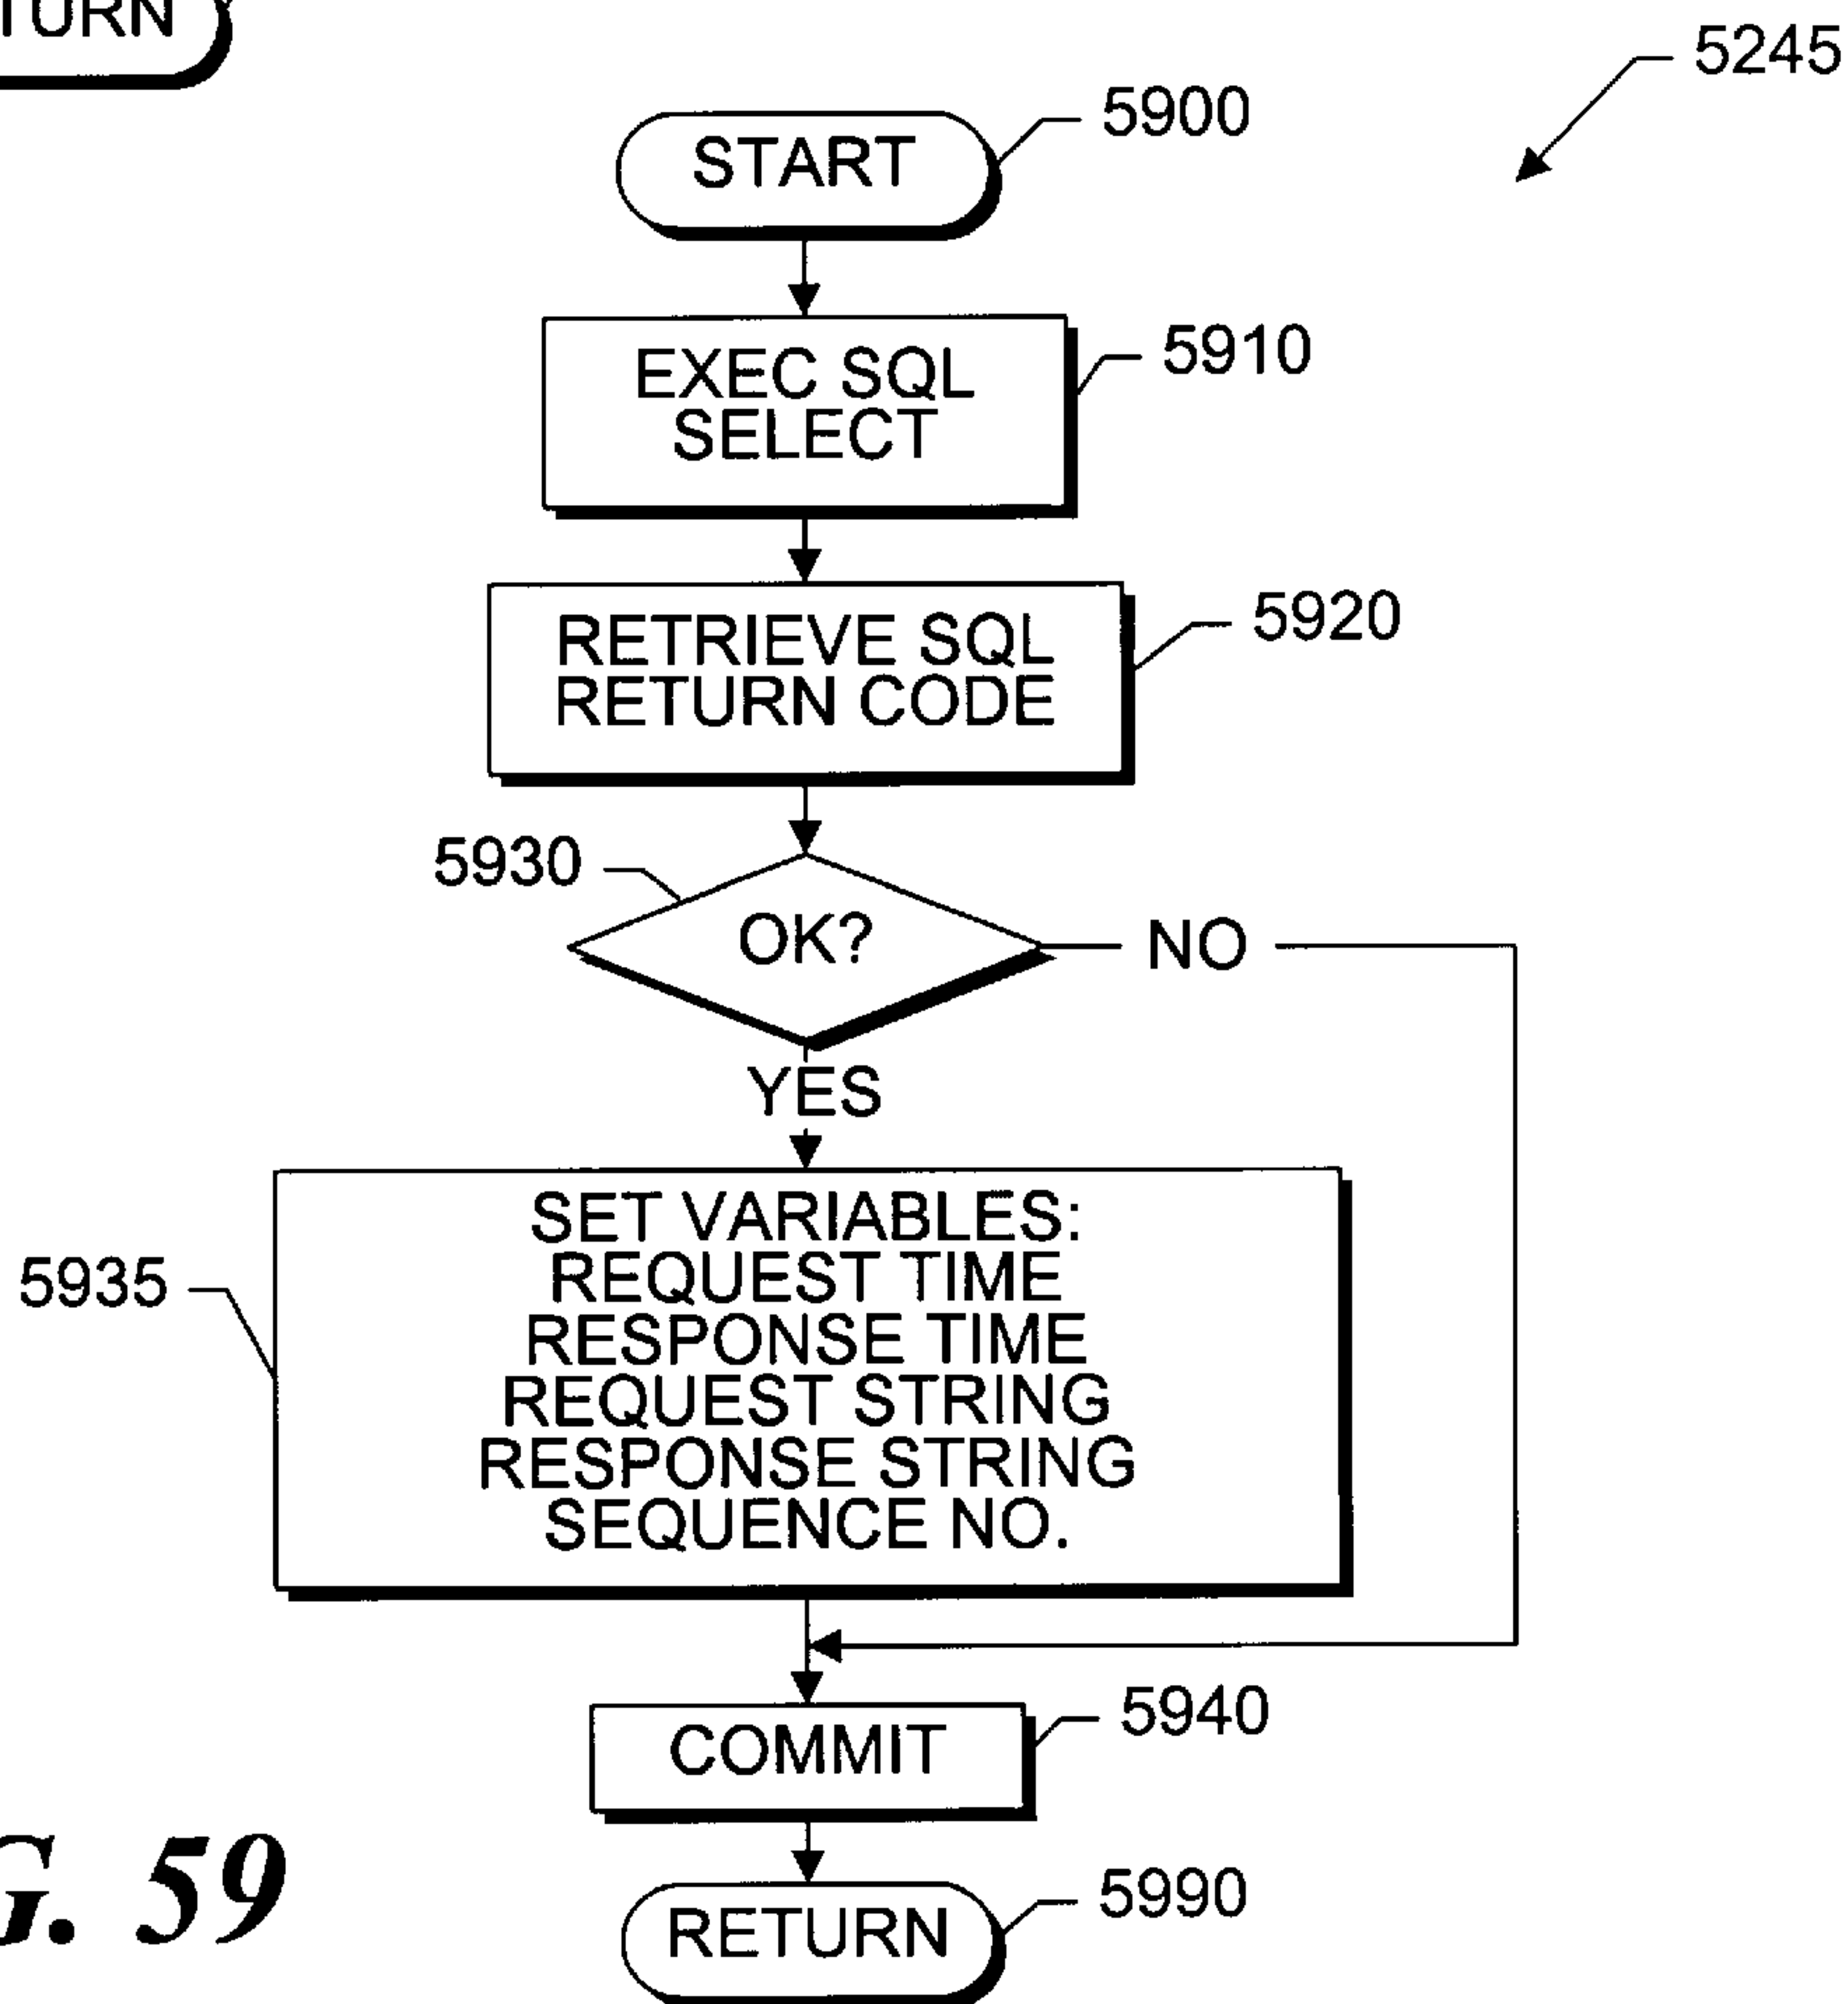 5245
5900
START
5910
EXEC SQL
SELECT
5920
RETRIEVE SQL
RETURN CODE
5930
OK?
NO
YES
5935
SET VARIABLES:
REQUEST TIME
RESPONSE TIME
REQUEST STRING
RESPONSE STRING
SEQUENCE NO.
5940
COMMIT
59
5990
RETURN